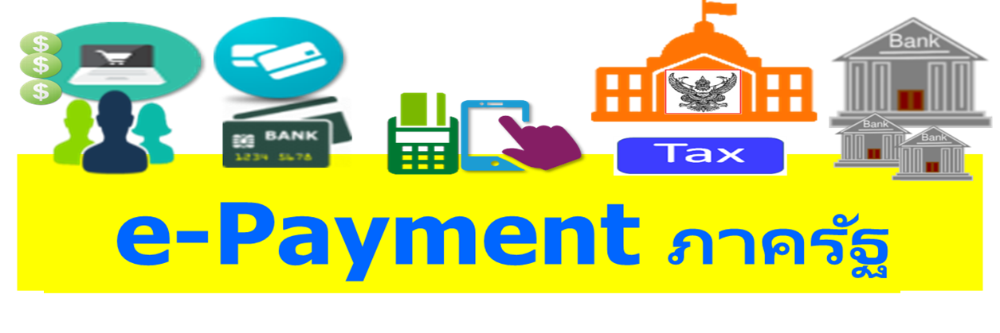 $
$
$
BANK
1234 5678
Tax
Bank
Bank
Bank
e-Payment ภาครัฐ